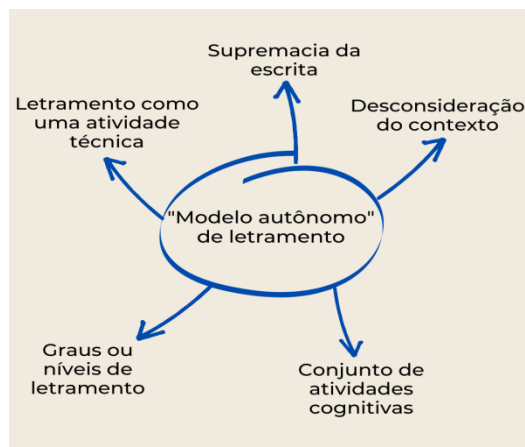 Supremacia da
escrita
Letramento como
uma atividade
técnica
Desconsideração
do contexto
"Modelo autônomo"
de letramento
Graus ou
níveis de
letramento
Conjunto de
atividades
cognitivas